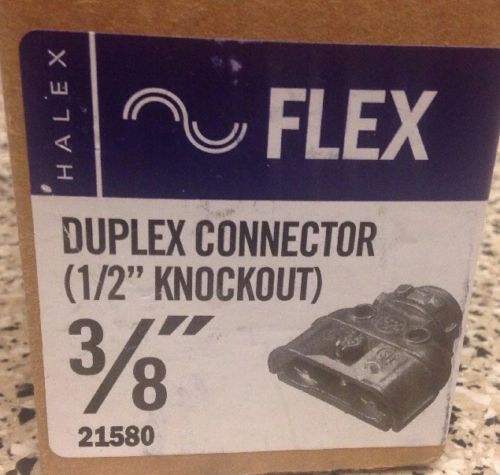 HALEX
FLEX
DUPLEX CONNECTOR
(1/2" KNOCKOUT)
3/8"
21580